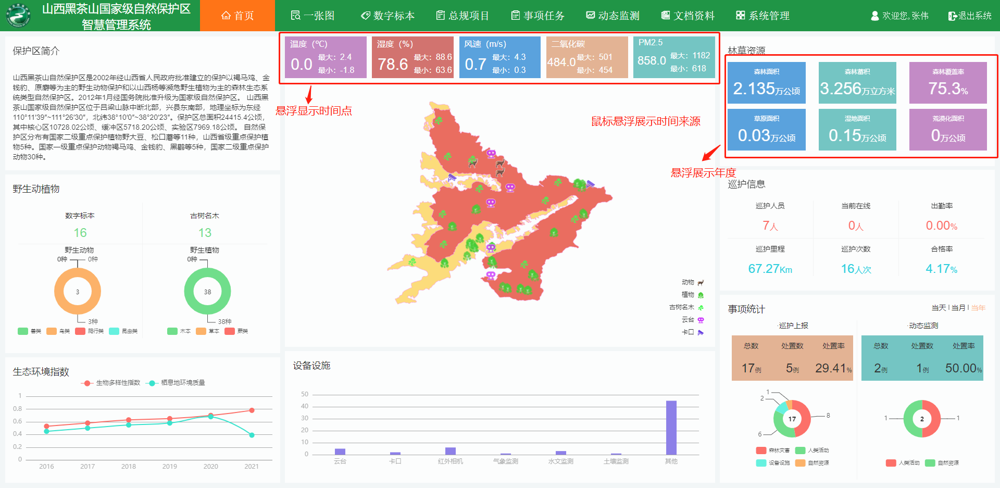 山西黑茶山国家级自然保护区
智慧管理系统
首页
一张图
数字标本
总规项目
事项任务
动态监测
文档资料
系统管理
欢迎您,张伟
退出系统
保护区简介
山西黑茶山自然保护区是2002年经山西省人民政府批准建立的保护以褐马鸡、金
钱豹、原麝等为主的野生动物保护和以山西杨等濒危野生植物为主的森林生态系
统类型自然保护区。2012年1月经国务院批准升级为国家级自然保护区。 山西黑
茶山国家级自然保护区位于吕梁山脉中断北部，兴县东南部，地理坐标为东经
110°11′39″~111°26′30″，北纬38°10′0″~38°20′23″。保护区总面积24415.4公顷，
其中核心区10728.02公顷、缓冲区5718.20公顷、实验区7969.18公顷。 自然保
护区分布有国家二级重点保护植物野大豆、松口蘑等11种，山西省级重点保护植
物5种。国家一级重点保护动物褐马鸡、金钱豹、黑鹳等5种，国家二级重点保护
动物30种。
温度（℃）
0.0
最大：2.4
最小：-1.8
湿度（%）
78.6
最大：88.6
最小：63.6
风速（m/s）
0.7
最大：4.3
最小：0.3
二氧化碳
484.0
最大：501
最小：454
PM2.5
858.0
最大：1182
最小：618
悬浮显示时间点
鼠标悬浮展示时间来源
悬浮展示年度
林草资源
森林面积
2.135万公顷
森林蓄积
3.256万立方米
森林覆盖率
75.3%
草原面积
0.03万公顷
湿地面积
0.15万公顷
荒漠化面积
0万公顷
野生动植物
数字标本
16
古树名木
13
野生动物
0种
0种
3
3种
兽类
鸟类
爬行类
昆虫类
野生植物
0种
38
38种
木本
草本
蕨类
动物
植物
古树名木
云台
卡口
巡护信息
巡护人员
7人
当前在线
0人
出勤率
0.00%
巡护里程
67.27Km
巡护次数
16人次
合格率
4.17%
生态环境指数
生物多样性指数
栖息地环境质量
1
0.8
0.6
0.4
0.2
0
2016
2017
2018
2019
2020
2021
设备设施
50
40
30
20
10
0
云台
卡口
红外相机
气象监测
水文监测
土壤监测
其他
事项统计
当天 | 当月 | 当年
·巡护上报
总数
处置数
处置率
17例
5例
29.41%
1
2
6
8
17
森林灾害
人类活动
设备设施
自然资源
·动态监测
总数
处置数
处置率
2例
1例
50.00%
1
2
1
人类活动
自然资源